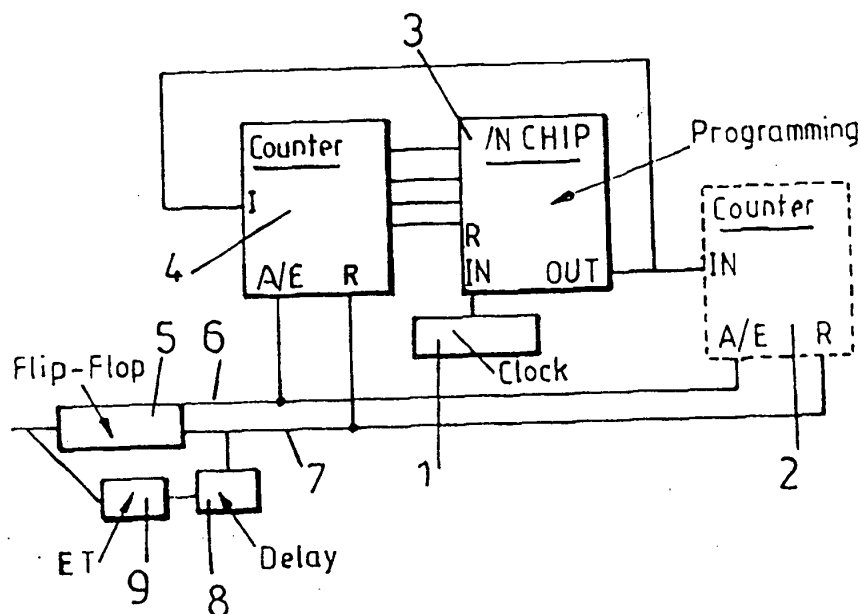 3
/N CHIP
Programming
Counter
I
4
A/E R
R
IN OUT
Counter
IN
A/E R
Clock
1
2
5 6
Flip-Flop
7
ET
9
8
Delay